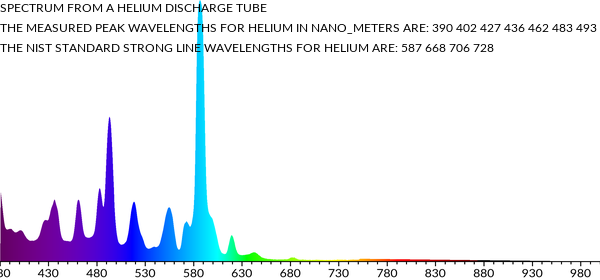 SPECTRUM FROM A HELIUM DISCHARGE TUBE
THE MEASURED PEAK WAVELENGTHS FOR HELIUM IN NANO_METERS ARE: 390 402 427 436 462 483 493
THE NIST STANDARD STRONG LINE WAVELENGTHS FOR HELIUM ARE: 587 668 706 728
80 430 480 530 580 630 680 730 780 830 880 930 980